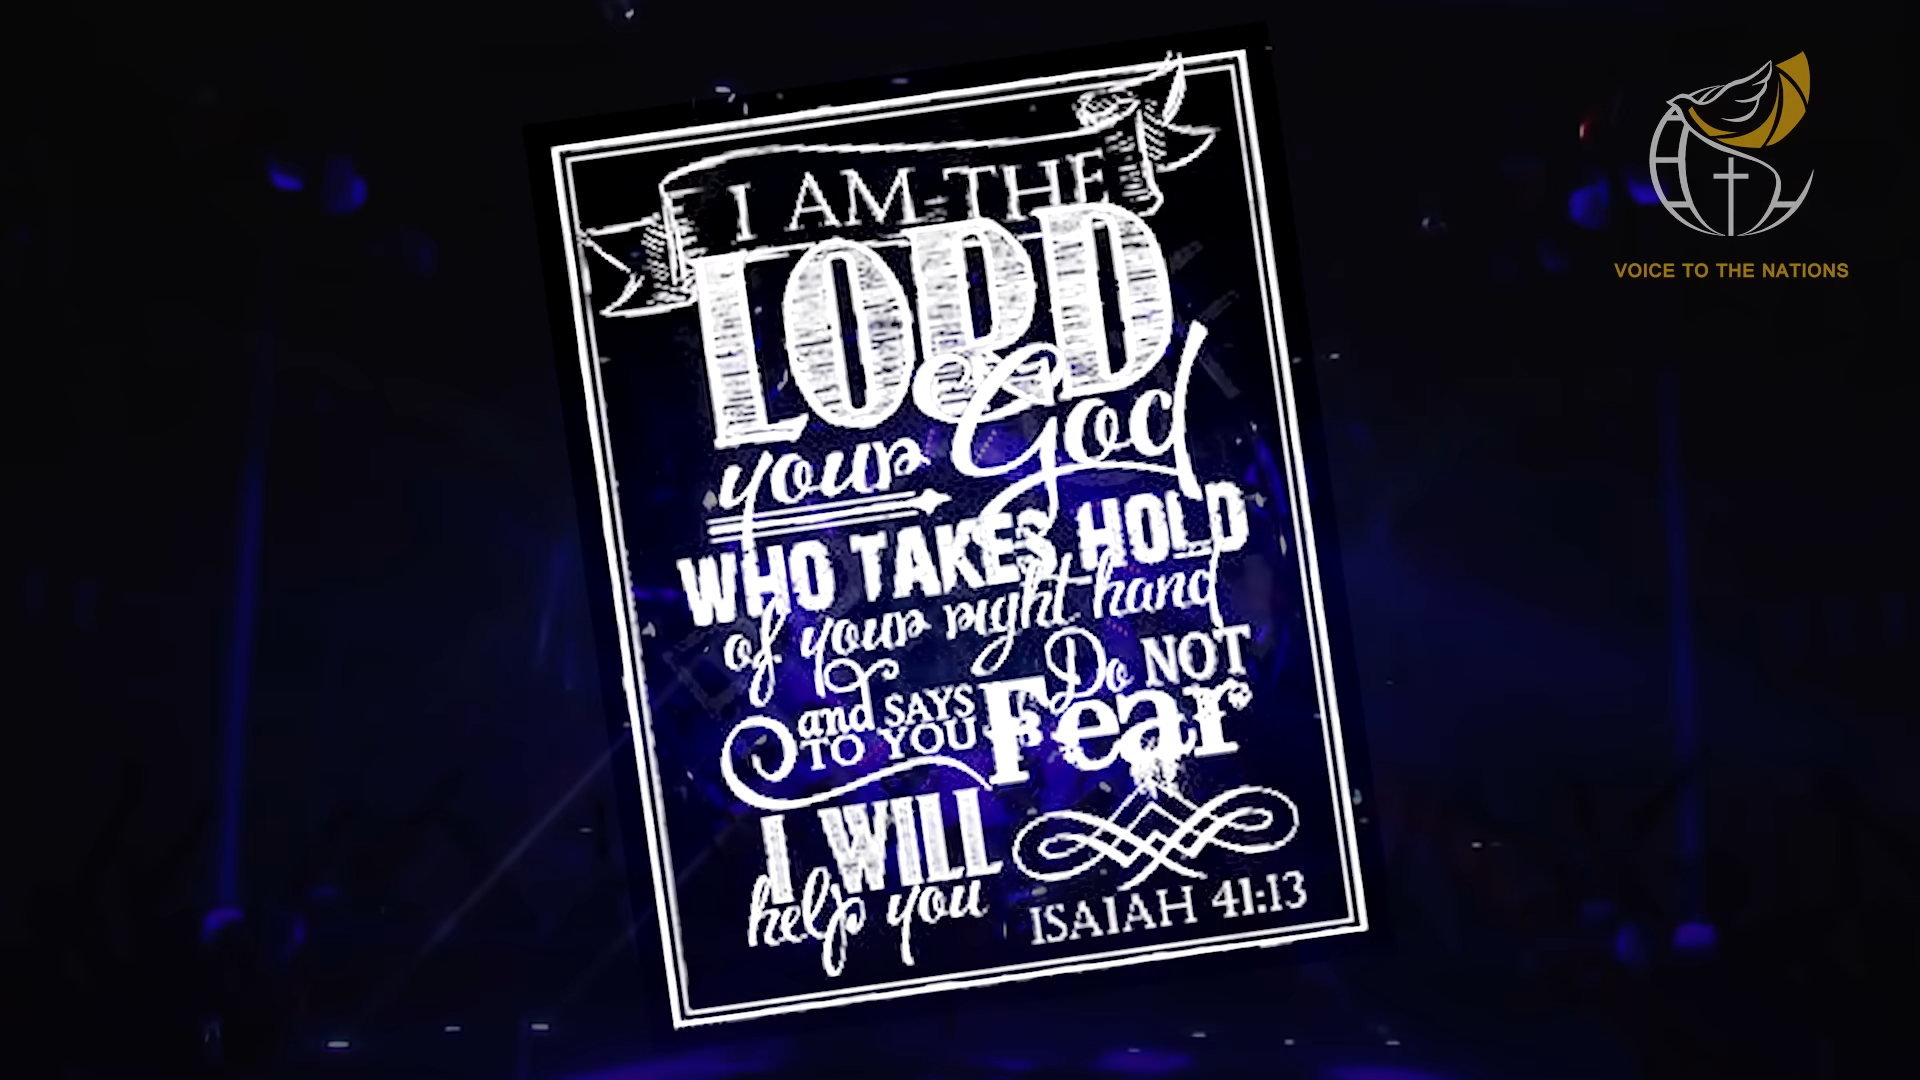 I AM THE
LORD
your God
WHO TAKES HOLD
of your right hand
and SAYS
TO YOU
Do NOT
Fear
I WILL
help you
ISAIAH 41:13
VOICE TO THE NATIONS